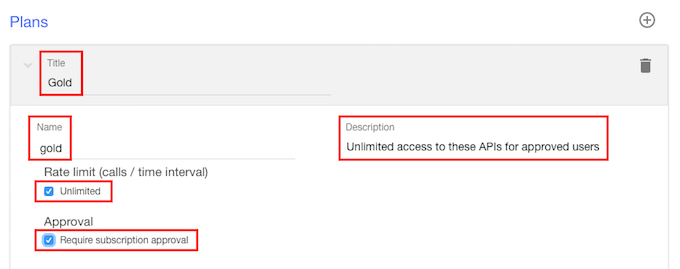 Plans
Title
Gold
Name
gold
Description
Unlimited access to these APIs for approved users
Rate limit (calls / time interval)
Unlimited
Approval
Require subscription approval